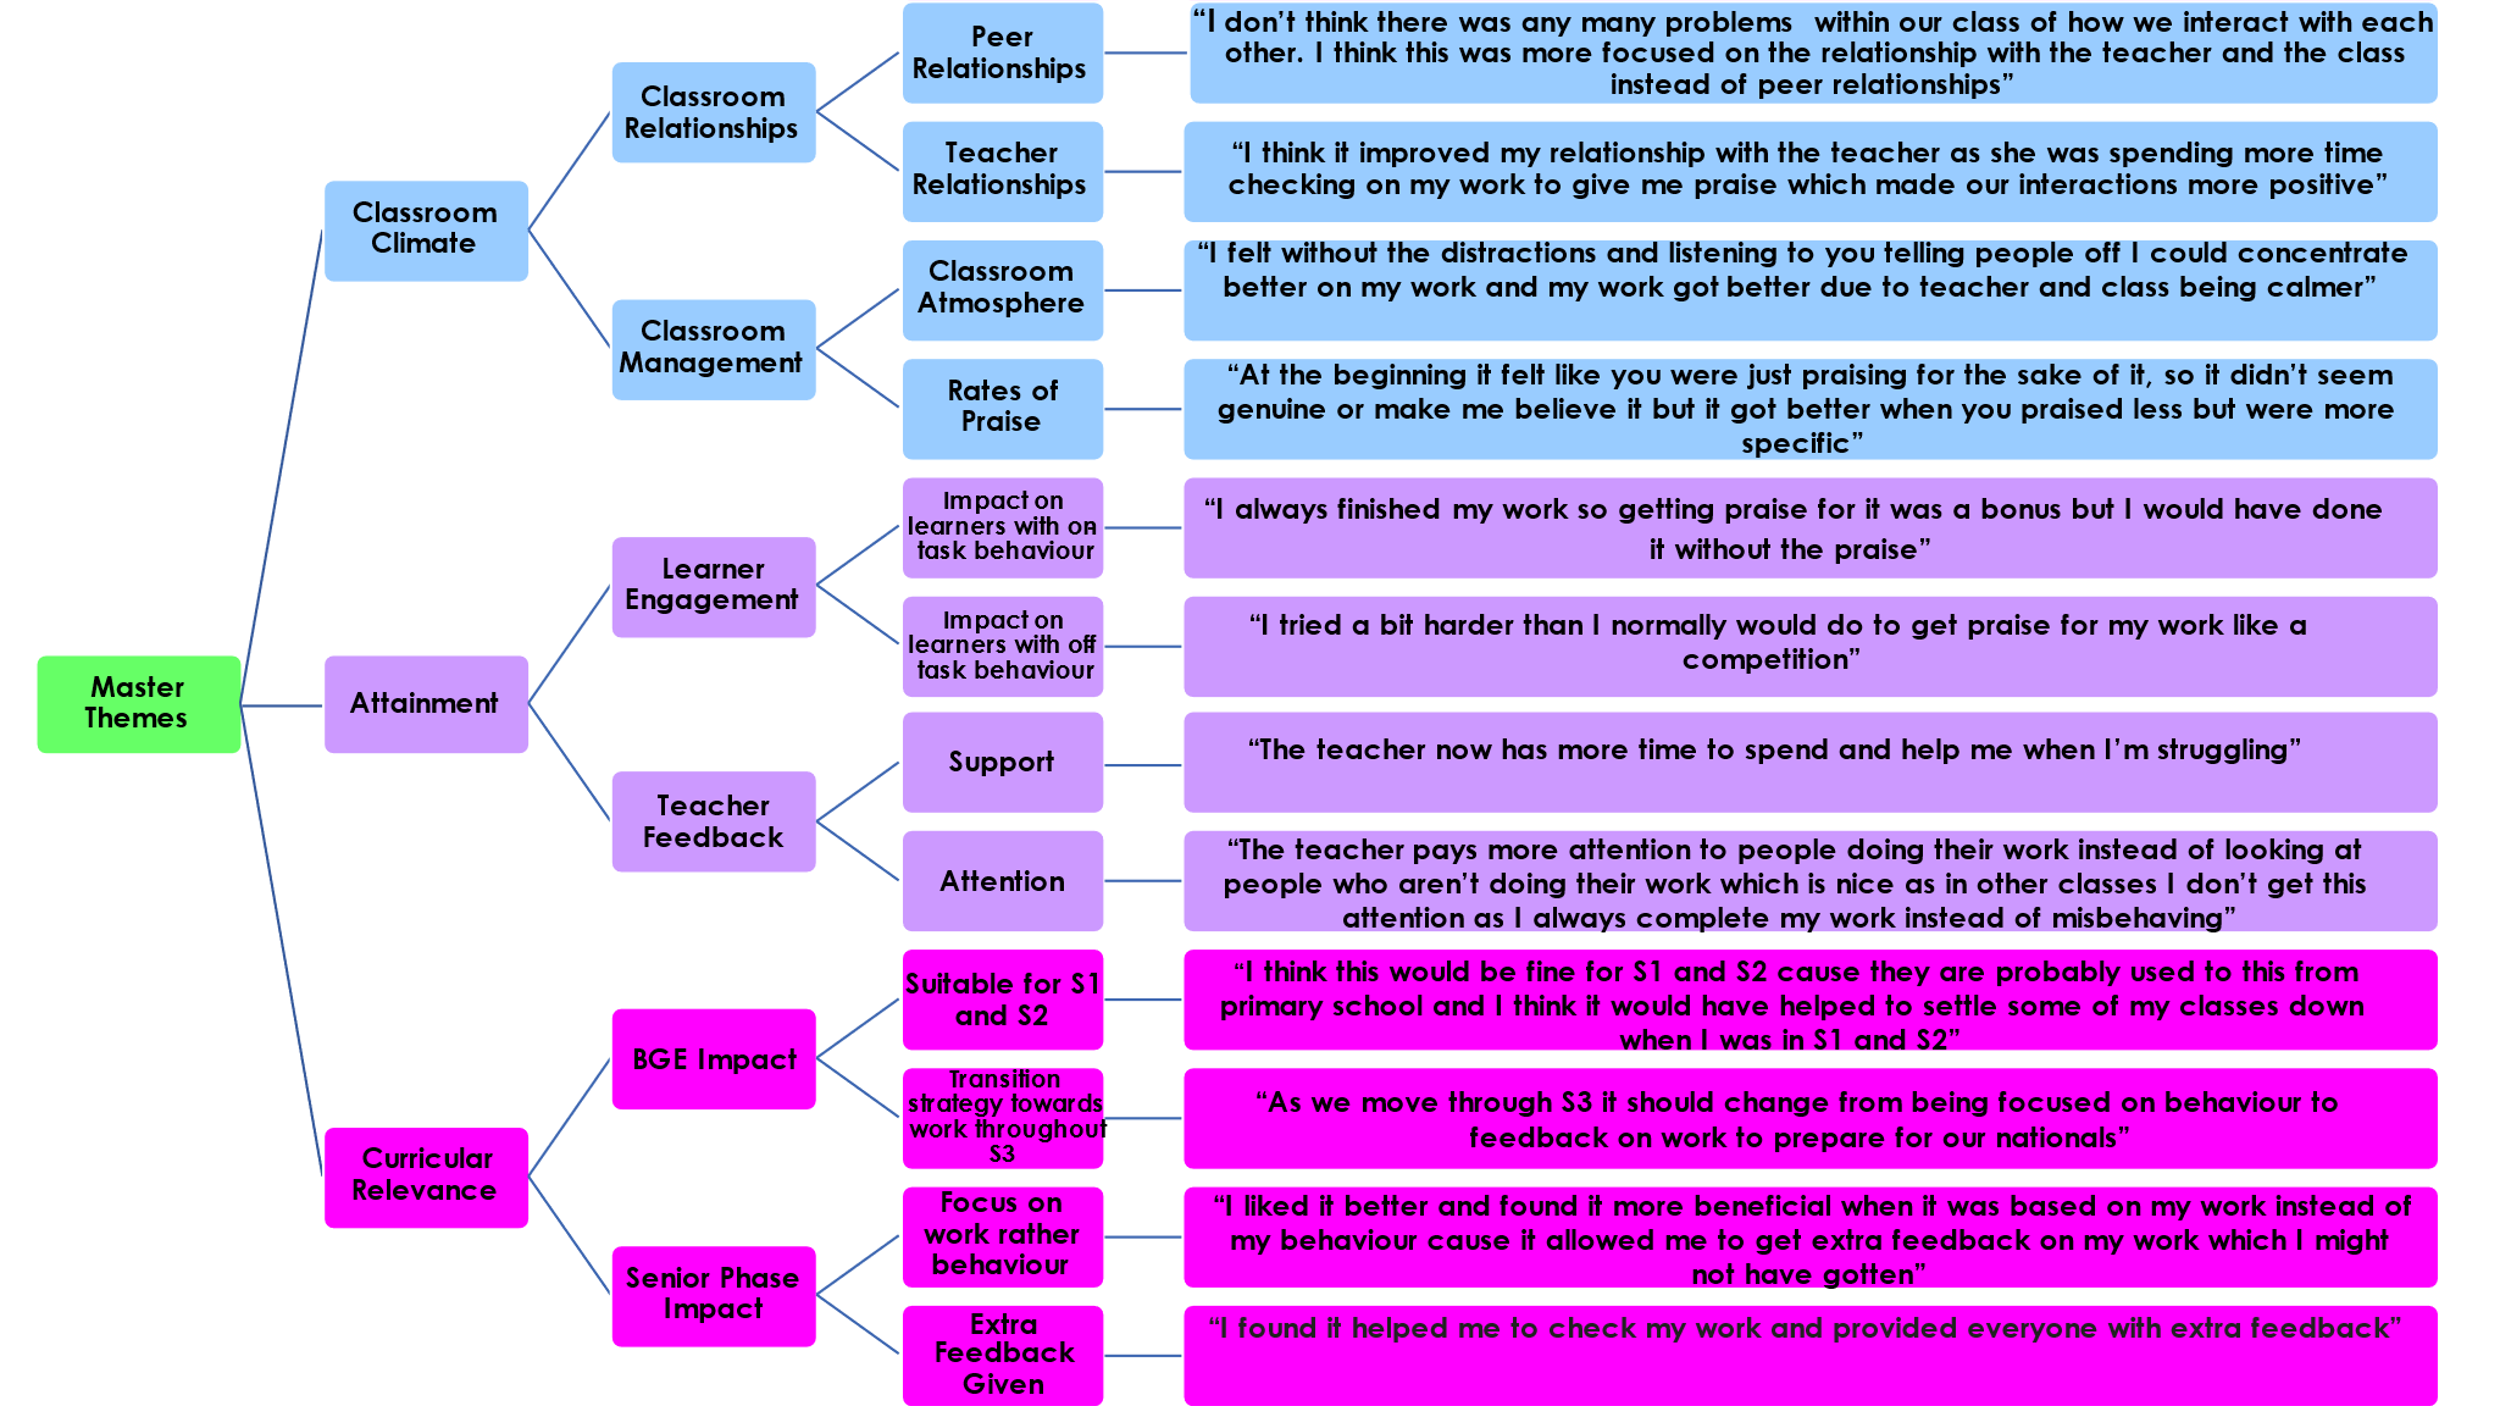 Master
Themes
Classroom
Climate
Classroom
Relationships
Peer
Relationships
“I don’t think there was any many problems within our class of how we interact with each
other. I think this was more focused on the relationship with the teacher and the class
instead of peer relationships”
Teacher
Relationships
“I think it improved my relationship with the teacher as she was spending more time
checking on my work to give me praise which made our interactions more positive”
Classroom
Management
Classroom
Atmosphere
“I felt without the distractions and listening to you telling people off I could concentrate
better on my work and my work got better due to teacher and class being calmer”
Rates of
Praise
“At the beginning it felt like you were just praising for the sake of it, so it didn’t seem
genuine or make me believe it but it got better when you praised less but were more
specific”
Attainment
Learner
Engagement
Impact on
learners with on-
task behaviour
“I always finished my work so getting praise for it was a bonus but I would have done
it without the praise”
Impact on
learners with off-
task behaviour
“I tried a bit harder than I normally would do to get praise for my work like a
competition”
Teacher
Feedback
Support
“The teacher now has more time to spend and help me when I’m struggling”
Attention
“The teacher pays more attention to people doing their work instead of looking at
people who aren’t doing their work which is nice as in other classes I don’t get this
attention as I always complete my work instead of misbehaving”
Curricular
Relevance
BGE Impact
Suitable for S1
and S2
“I think this would be fine for S1 and S2 cause they are probably used to this from
primary school and I think it would have helped to settle some of my classes down
when I was in S1 and S2”
Transition
strategy towards
work throughout
S3
“As we move through S3 it should change from being focused on behaviour to
feedback on work to prepare for our nationals”
Senior Phase
Impact
Focus on
work rather
behaviour
“I liked it better and found it more beneficial when it was based on my work instead of
my behaviour cause it allowed me to get extra feedback on my work which I might
not have gotten”
Extra
Feedback
Given
“I found it helped me to check my work and provided everyone with extra feedback”